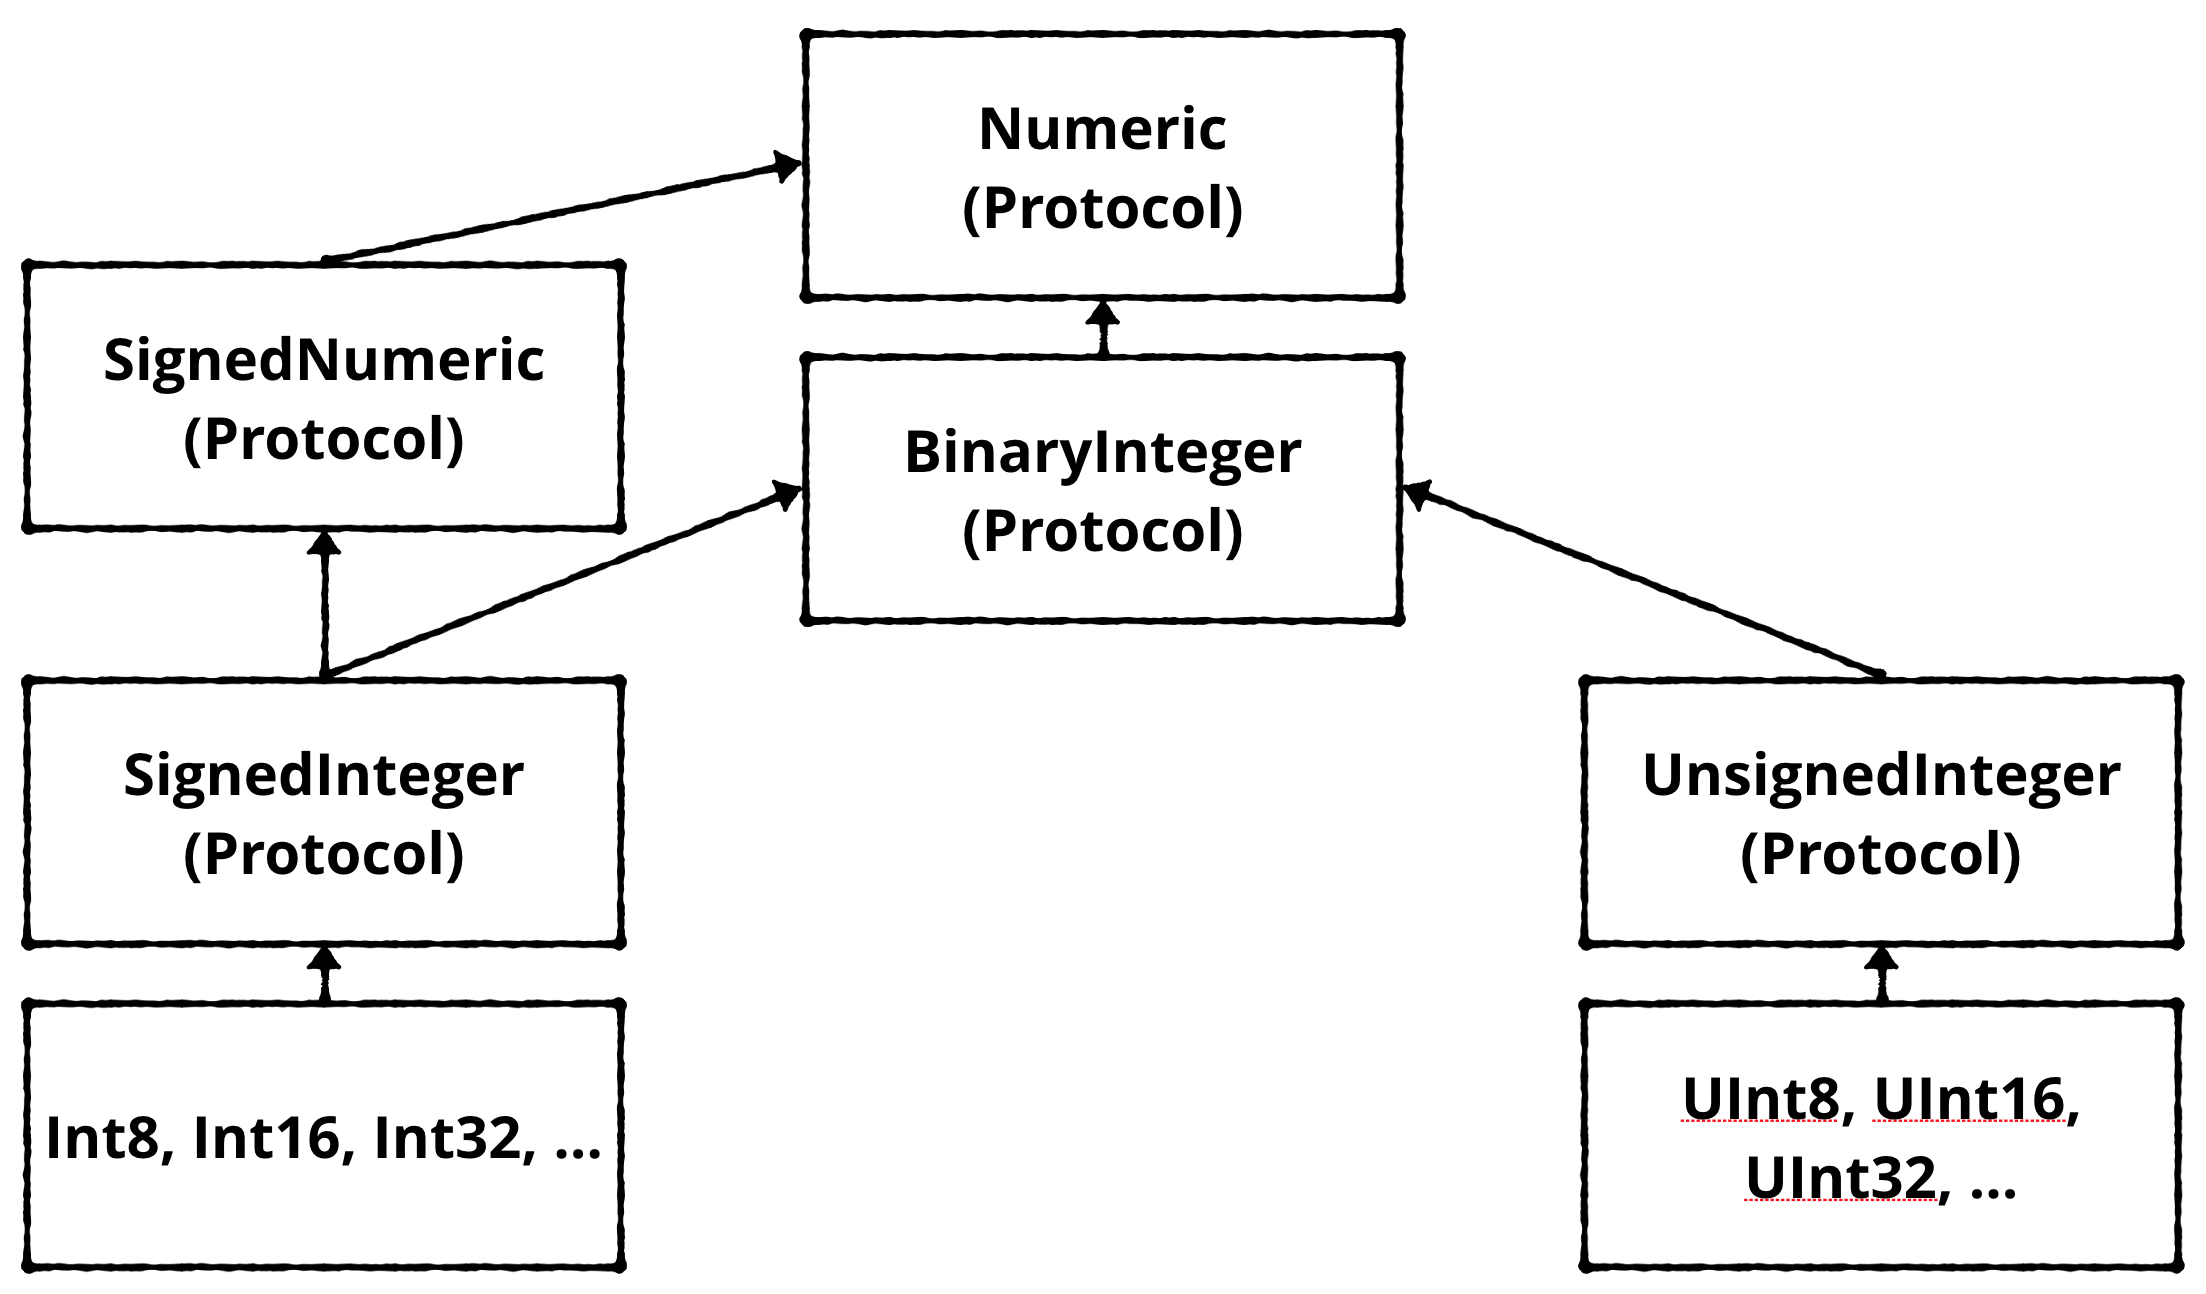 Numeric
(Protocol)
SignedNumeric
(Protocol)
BinaryInteger
(Protocol)
SignedInteger
(Protocol)
UnsignedInteger
(Protocol)
Int8, Int16, Int32, ...
UInt8, UInt16,
UInt32, ...